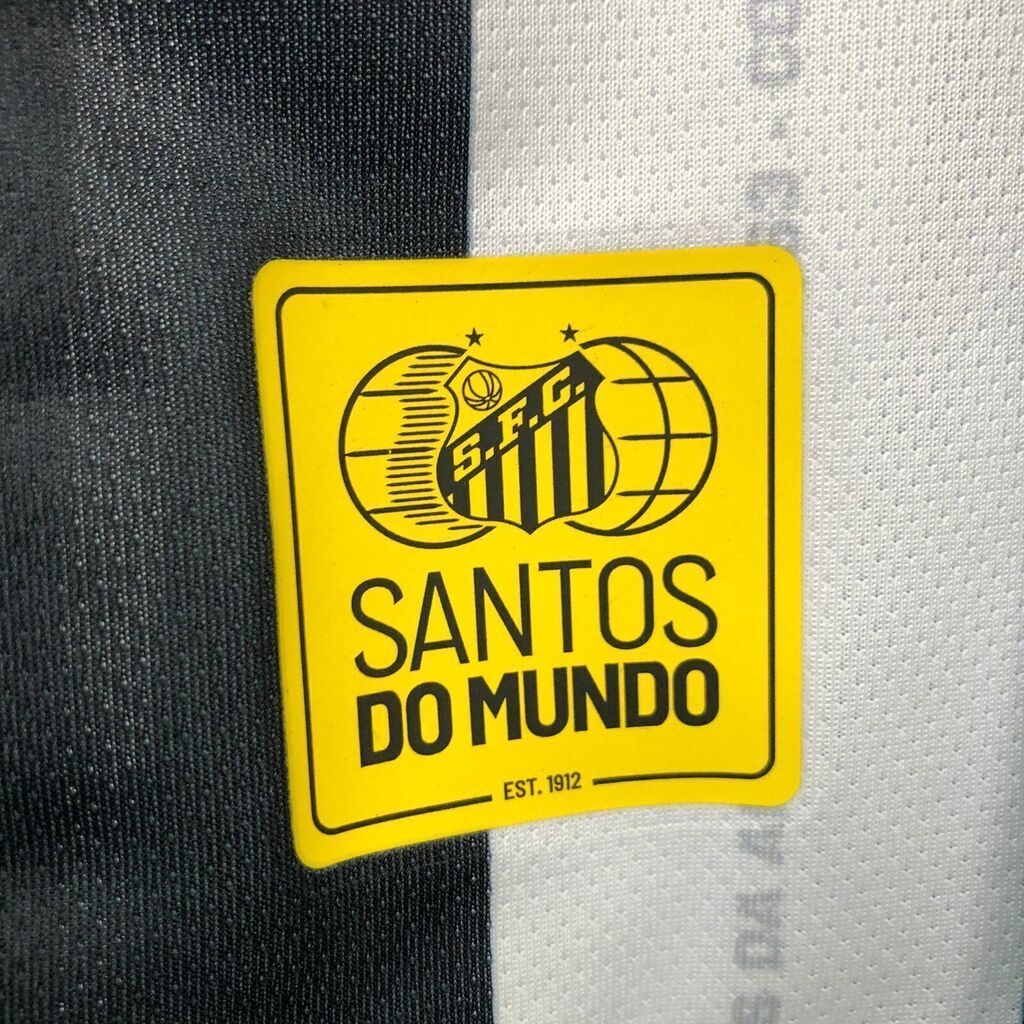 S.F.C.
SANTOS
DO MUNDO
EST. 1912